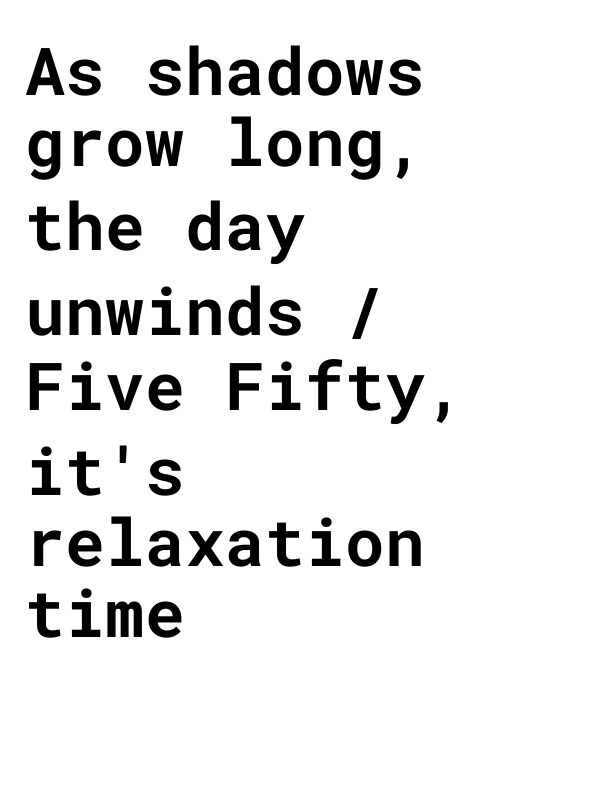 As shadows
grow long,
the day
unwinds /
Five Fifty,
it's
relaxation
time